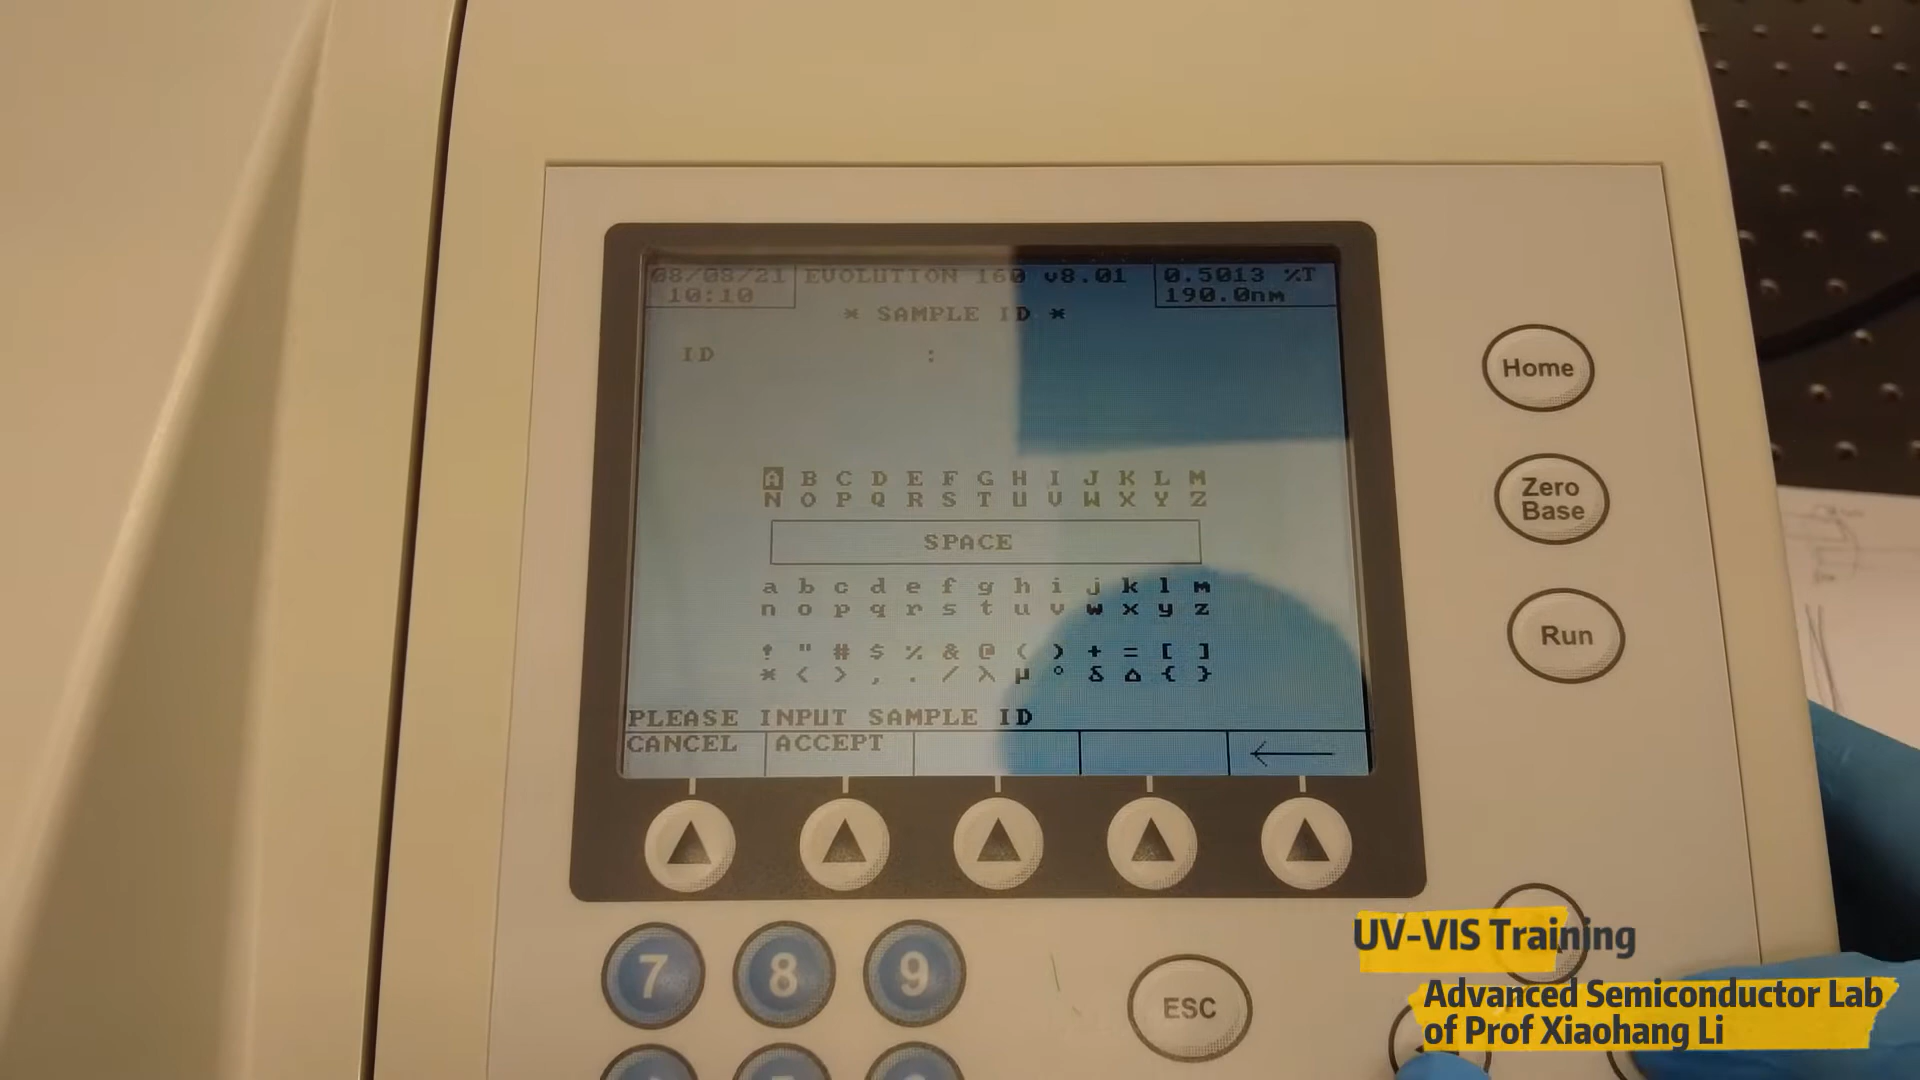 08/08/21 EVOLUTION 160 v8.01 0.5013 %T
10:10 190.0nm
* SAMPLE ID *
ID :
A B C D E F G H I J K L M
N O P Q R S T U V W X Y Z
SPACE
a b c d e f g h i j k l m
n o p q r s t u v w x y z
! " # $ % & @ ( ) + = [ ]
* < > , . / λ µ ° δ Δ { }
PLEASE INPUT SAMPLE ID
CANCEL ACCEPT ←
Home
Zero
Base
Run
7 8 9
ESC
UV-VIS Training
Advanced Semiconductor Lab
of Prof Xiaohang Li